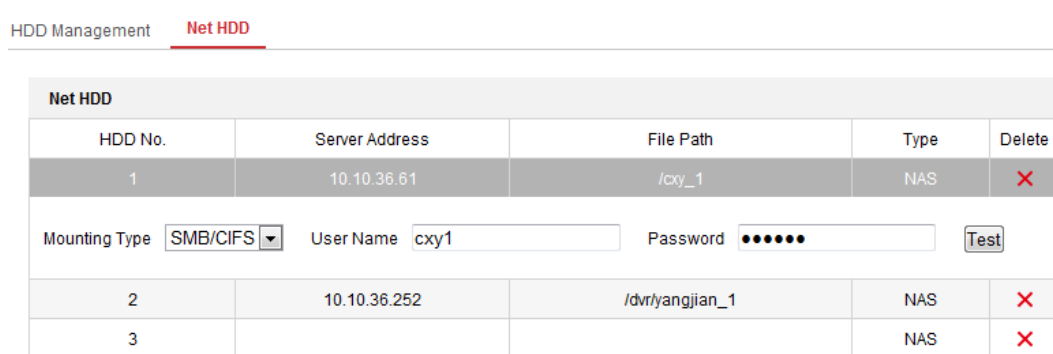 HDD Management Net HDD
Net HDD
HDD No. Server Address File Path Type Delete
1 10.10.36.61 /cxy_1 NAS
Mounting Type SMB/CIFS User Name cxy1 Password ●●●●●● Test
2 10.10.36.252 /dvr/yangjian_1 NAS
3 NAS